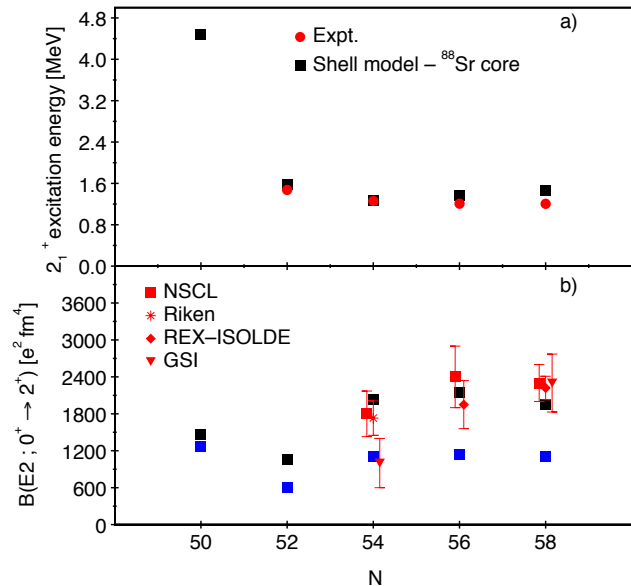 4.8
4.0
3.2
2.4
1.6
1.2
0.0
2₁⁺ excitation energy [MeV]
a)
Expt.
Shell model – ⁸⁸Sr core
b)
NSCL
Riken
REX–ISOLDE
GSI
3600
3000
2400
1800
1200
600
0
B(E2 ; 0⁺ → 2⁺) [e² fm⁴]
50 52 54 56 58
N